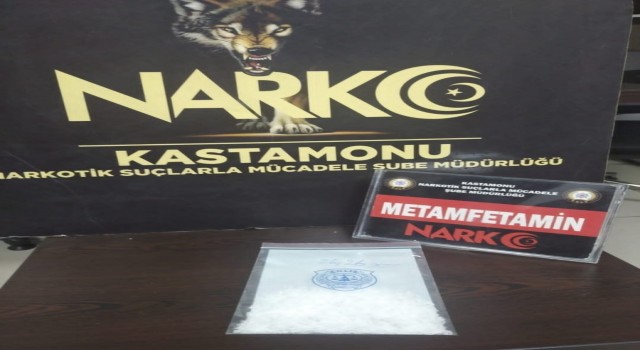 NARKO
KASTAMONU
NARKOTİK SUÇLARLA MÜCADELE ŞUBE MÜDÜRLÜĞÜ
KASTAMONU
NARKOTİK SUÇLARLA MÜCADELE
ŞUBE MÜDÜRLÜĞÜ
METAMFETAMİN
NARKO